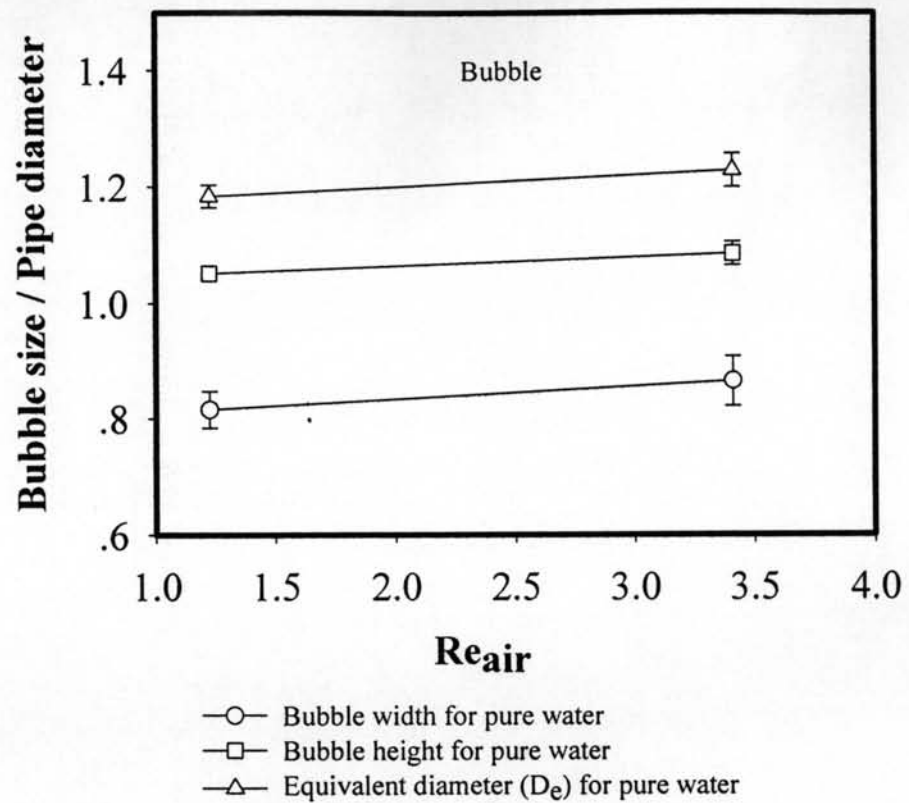 Bubble size / Pipe diameter
Bubble
1.4
1.2
1.0
.8
.6
1.0 1.5 2.0 2.5 3.0 3.5 4.0
Reair
Bubble width for pure water
Bubble height for pure water
Equivalent diameter (De) for pure water